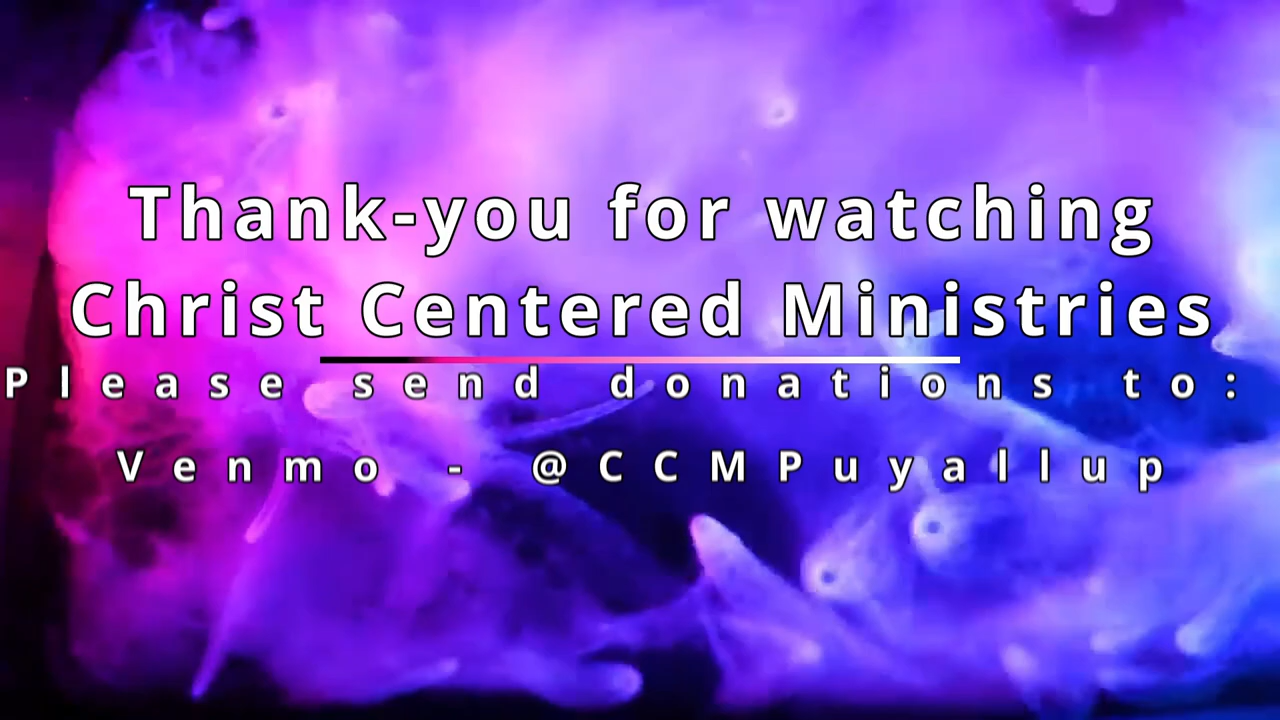 Thank-you for watching
Christ Centered Ministries
Please send donations to:
Venmo - @CCMPuyallup